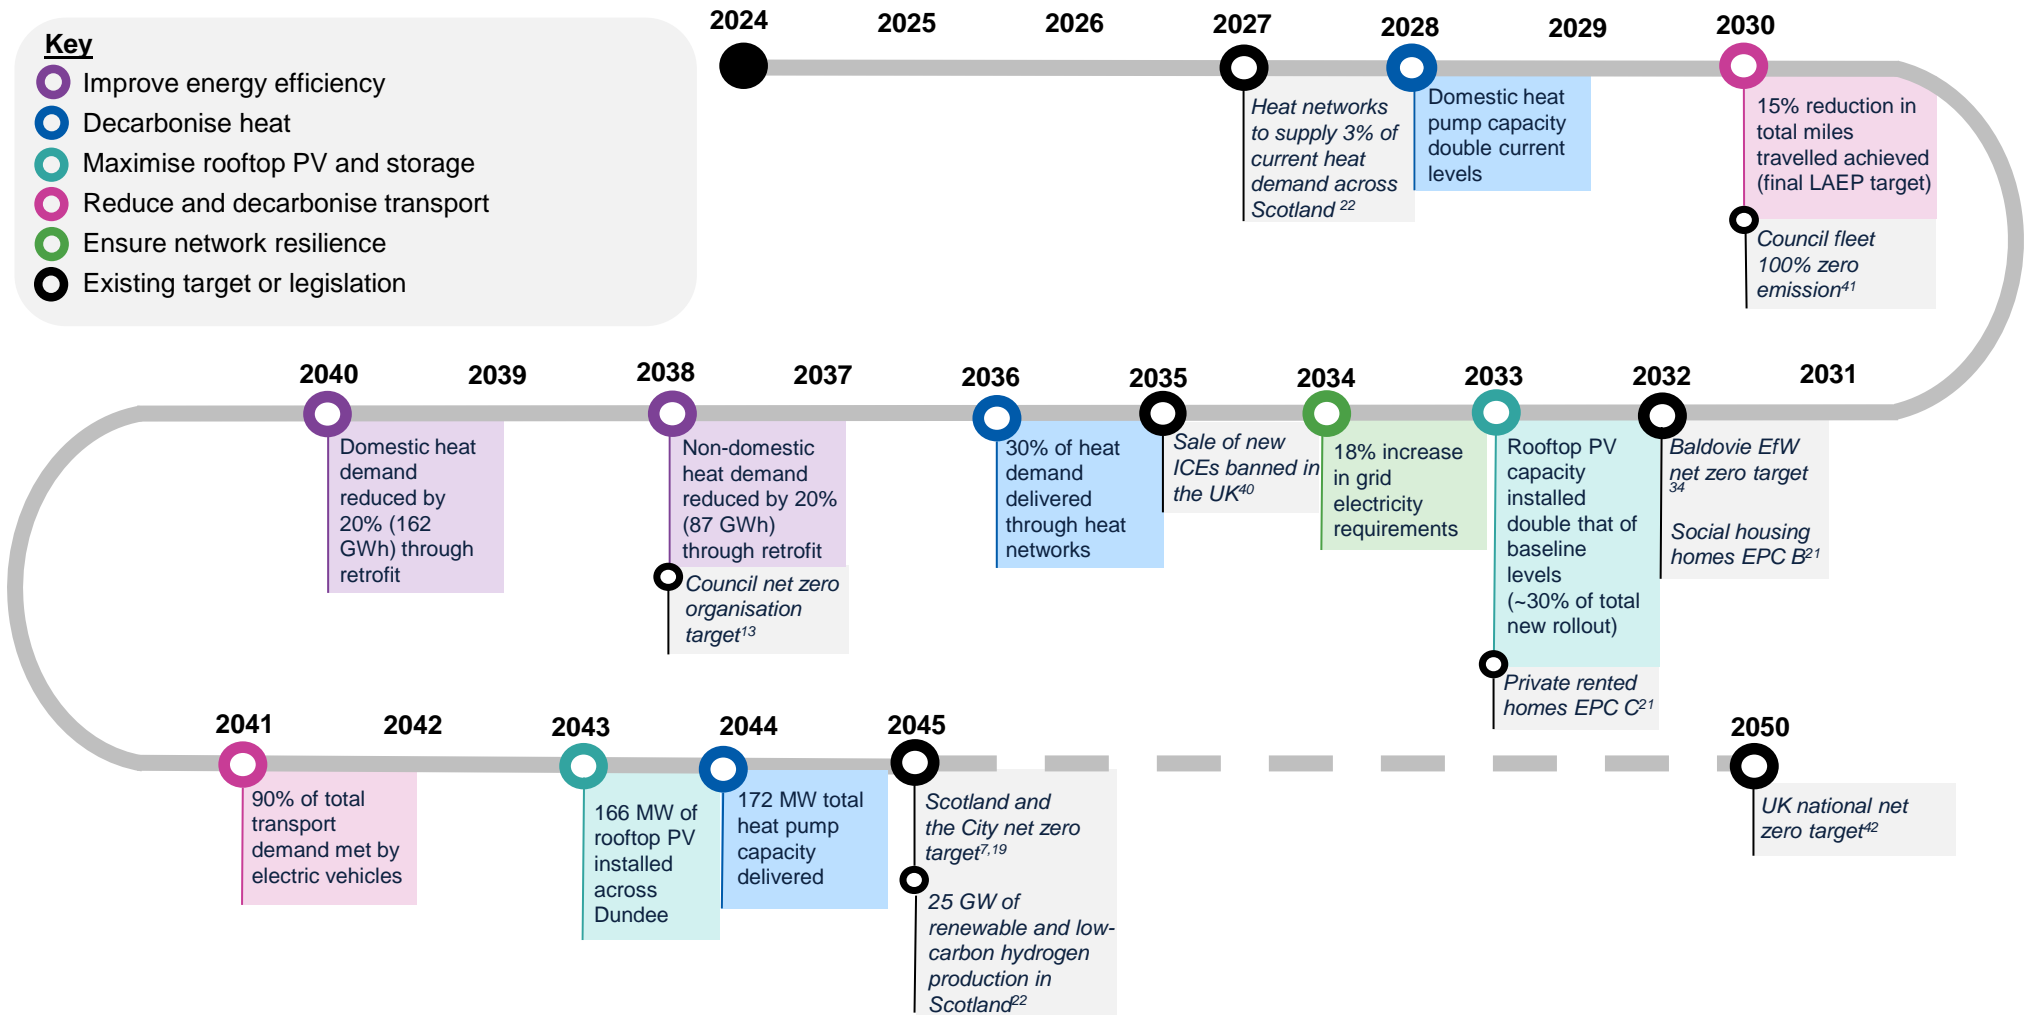 Key
Improve energy efficiency
Decarbonise heat
Maximise rooftop PV and storage
Reduce and decarbonise transport
Ensure network resilience
Existing target or legislation
2024
2025
2026
2027
Heat networks
to supply 3% of
current heat
demand across
Scotland 22
2028
Domestic heat
pump capacity
double current
levels
2029
2030
15% reduction in
total miles
travelled achieved
(final LAEP target)
Council fleet
100% zero
emission41
2031
2032
Baldovie EfW
net zero target
34
Social housing
homes EPC B21
2033
Rooftop PV
capacity
installed
double that of
baseline
levels
(~30% of total
new rollout)
Private rented
homes EPC C21
2034
18% increase
in grid
electricity
requirements
2035
Sale of new
ICEs banned in
the UK40
2036
30% of heat
demand
delivered
through heat
networks
2037
2038
Non-domestic
heat demand
reduced by 20%
(87 GWh)
through retrofit
Council net zero
organisation
target13
2039
2040
Domestic heat
demand
reduced by
20% (162
GWh) through
retrofit
2041
90% of total
transport
demand met by
electric vehicles
2042
2043
166 MW of
rooftop PV
installed
across
Dundee
2044
172 MW total
heat pump
capacity
delivered
2045
Scotland and
the City net zero
target7,19
25 GW of
renewable and low-
carbon hydrogen
production in
Scotland22
2050
UK national net
zero target42